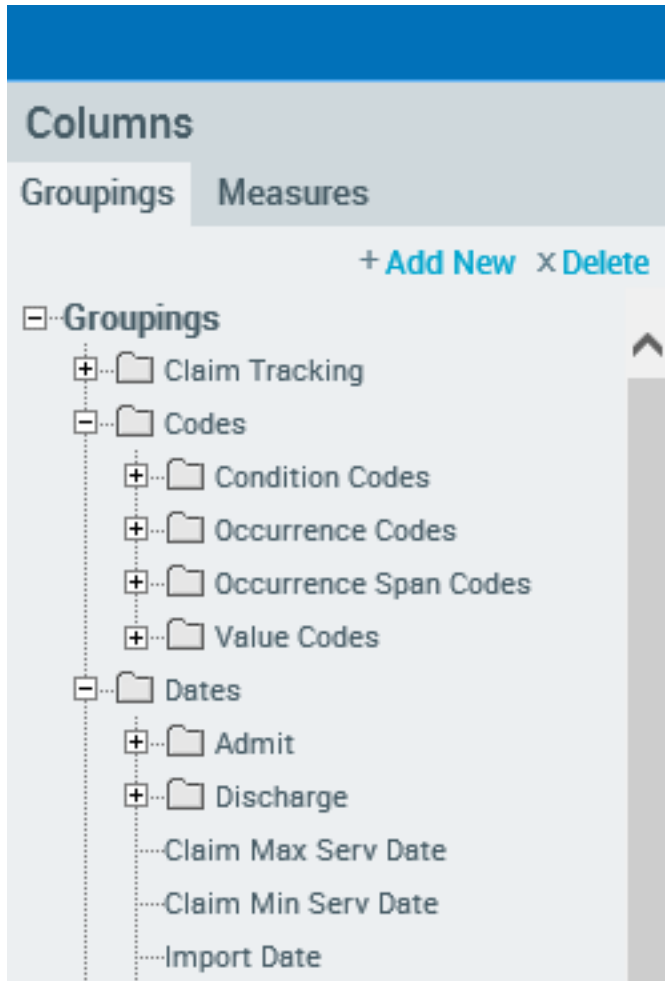 Columns
Groupings Measures
+ Add New x Delete
Groupings
Claim Tracking
Codes
Condition Codes
Occurrence Codes
Occurrence Span Codes
Value Codes
Dates
Admit
Discharge
Claim Max Serv Date
Claim Min Serv Date
Import Date